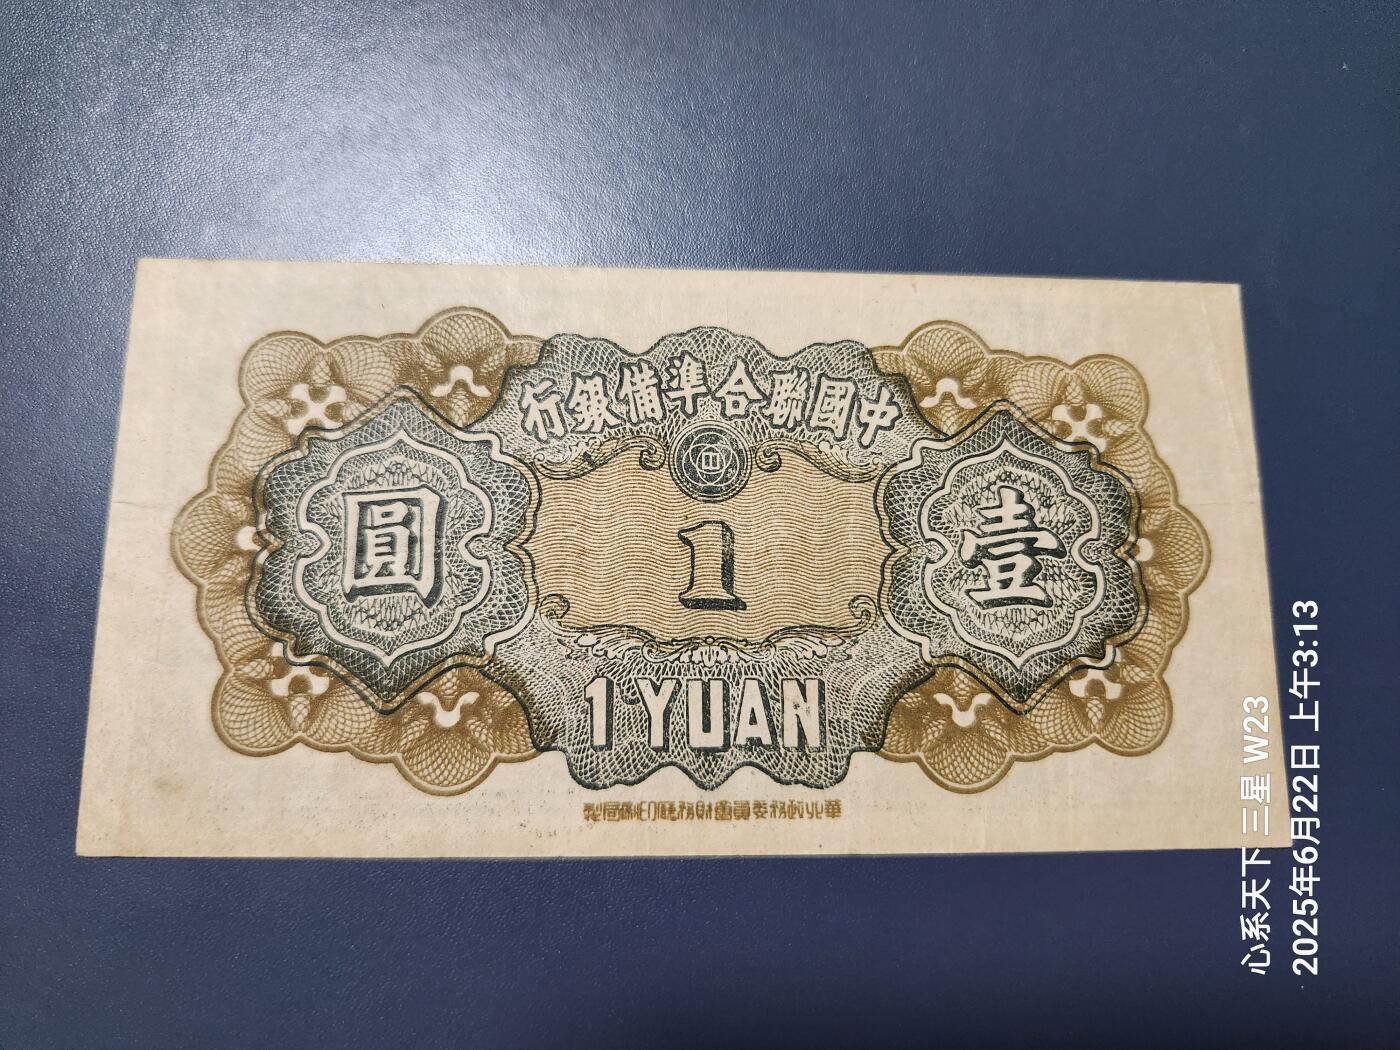 中國聯合準備銀行
壹 圓
1
1 YUAN
華北政務委員會財務廳印刷局製
心系天下 三星 W23
2025年6月22日 上午3:13